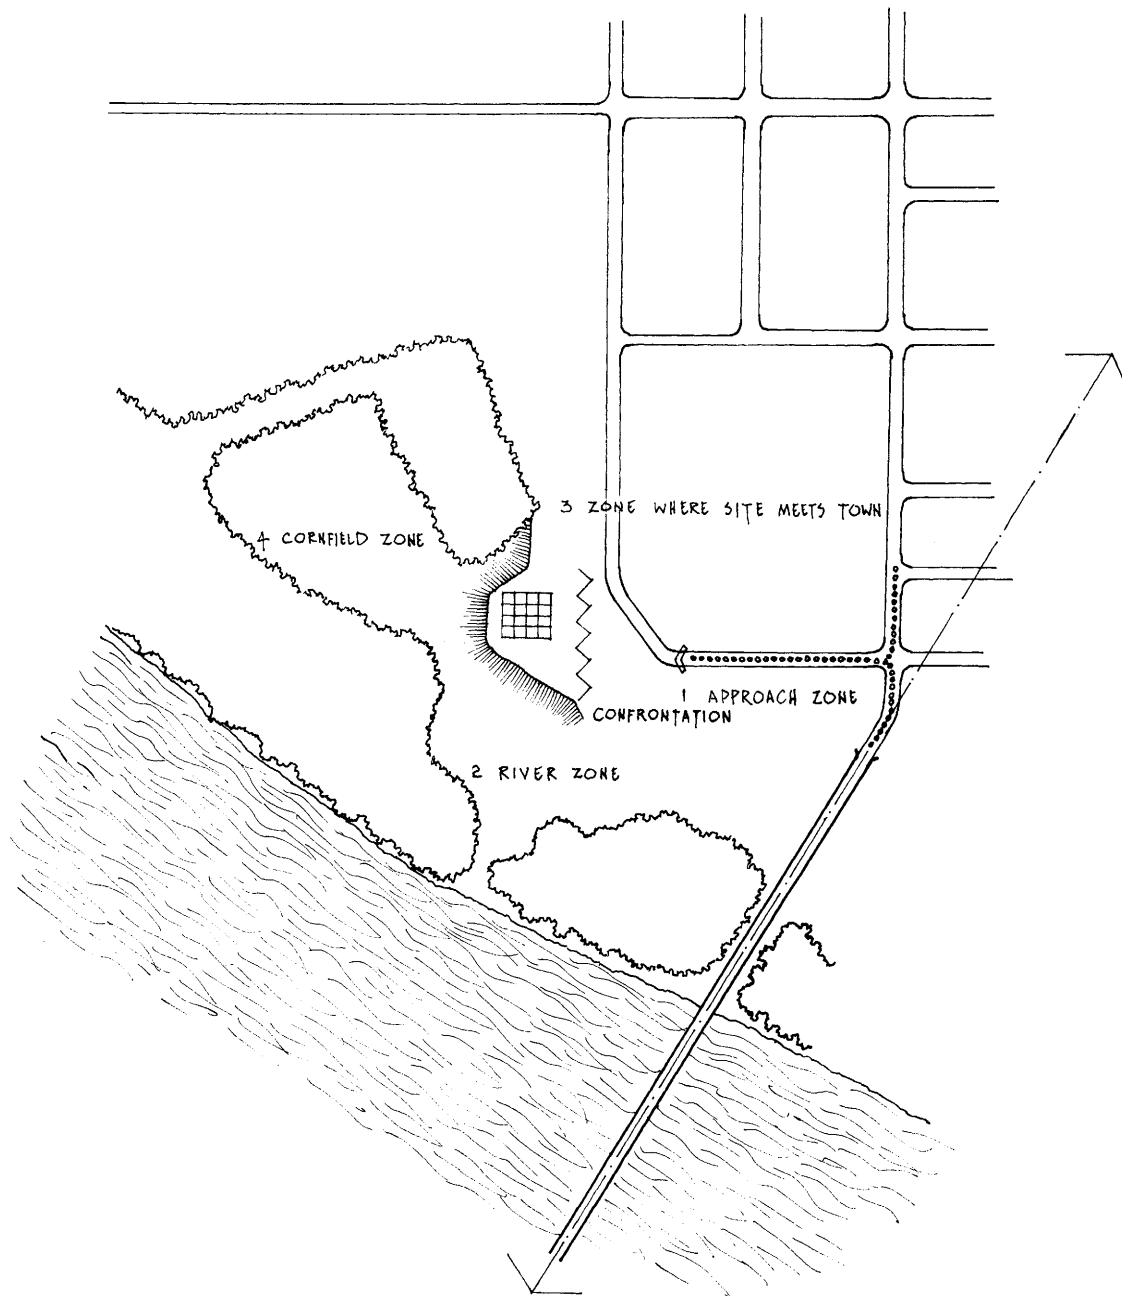 3 ZONE WHERE SITE MEETS TOWN
4 CORNFIELD ZONE
1 APPROACH ZONE
CONFRONTATION
2 RIVER ZONE